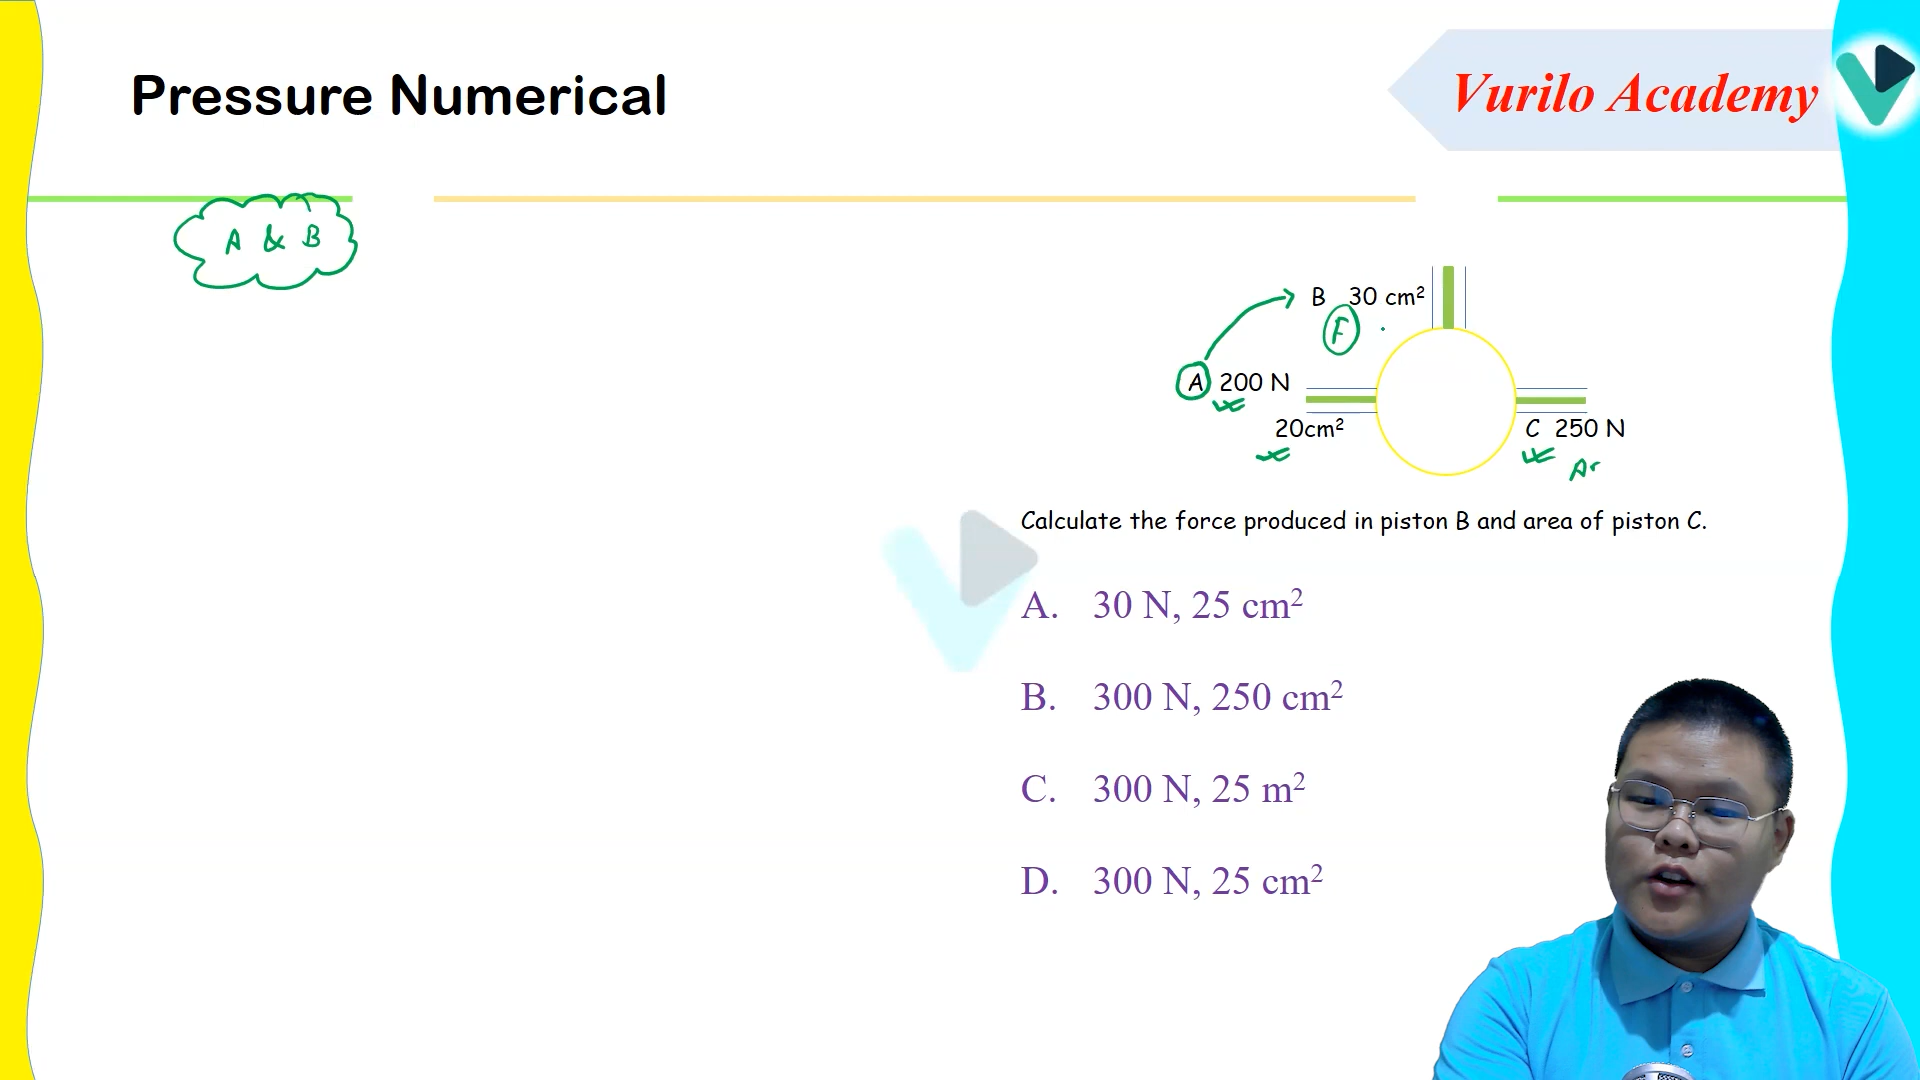 Pressure Numerical
Vurilo Academy
A & B
B 30 cm²
F
A 200 N
20cm²
C 250 N
Ar
Calculate the force produced in piston B and area of piston C.
A. 30 N, 25 cm²
B. 300 N, 250 cm²
C. 300 N, 25 m²
D. 300 N, 25 cm²